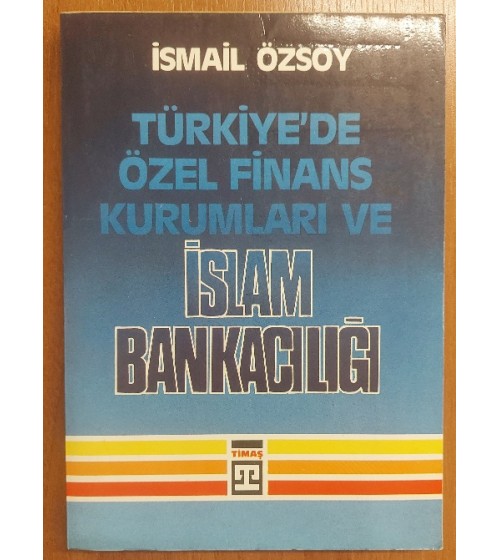 İSMAİL ÖZSOY
TÜRKİYE'DE
ÖZEL FİNANS
KURUMLARI VE
İSLAM
BANKACILIĞI
TİMAŞ